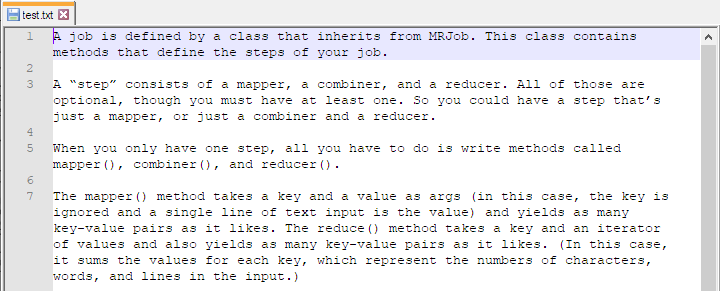 test.txt
1 A job is defined by a class that inherits from MRJob. This class contains
methods that define the steps of your job.
2
3 A “step” consists of a mapper, a combiner, and a reducer. All of those are
optional, though you must have at least one. So you could have a step that’s
just a mapper, or just a combiner and a reducer.
4
5 When you only have one step, all you have to do is write methods called
mapper(), combiner(), and reducer().
6
7 The mapper() method takes a key and a value as args (in this case, the key is
ignored and a single line of text input is the value) and yields as many
key-value pairs as it likes. The reduce() method takes a key and an iterator
of values and also yields as many key-value pairs as it likes. (In this case,
it sums the values for each key, which represent the numbers of characters,
words, and lines in the input.)